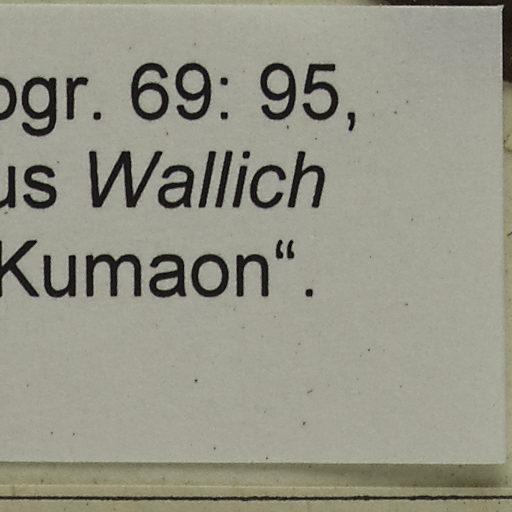 ogr. 69: 95,
us Wallich
Kumaon“.